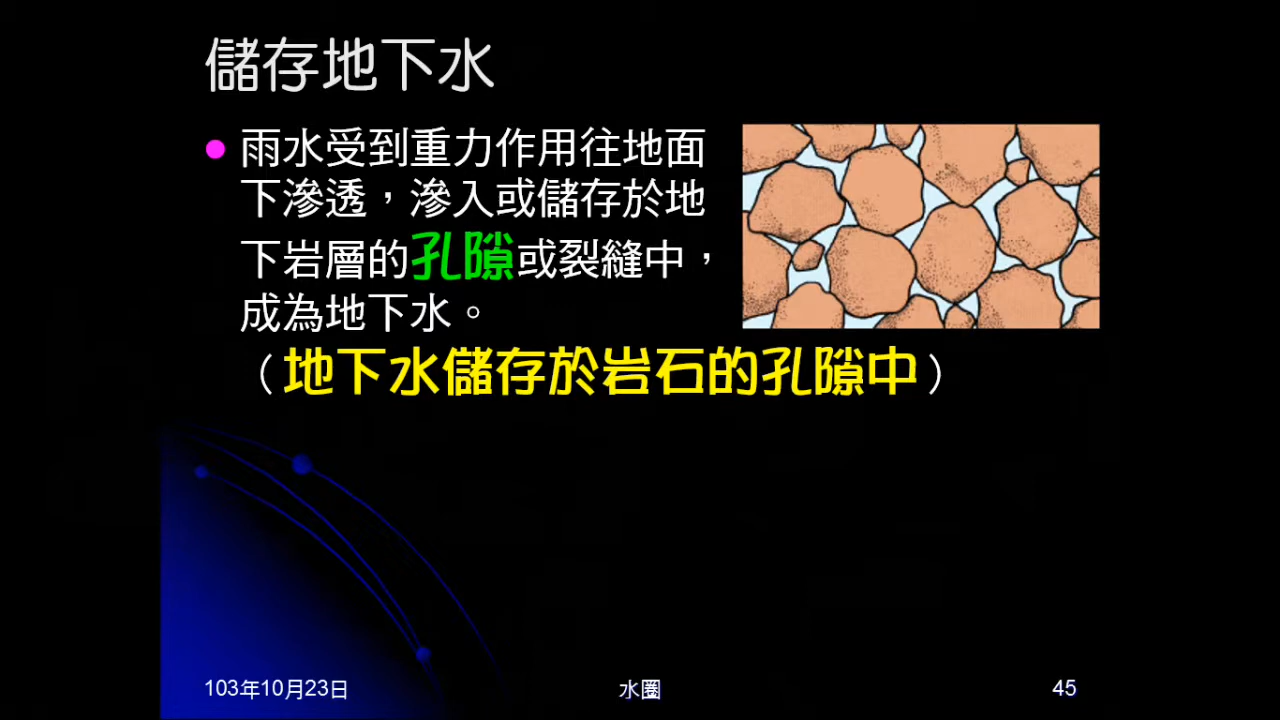 儲存地下水
雨水受到重力作用往地面
下滲透，滲入或儲存於地
下岩層的孔隙或裂縫中，
成為地下水。
（地下水儲存於岩石的孔隙中）
103年10月23日
水圈
45